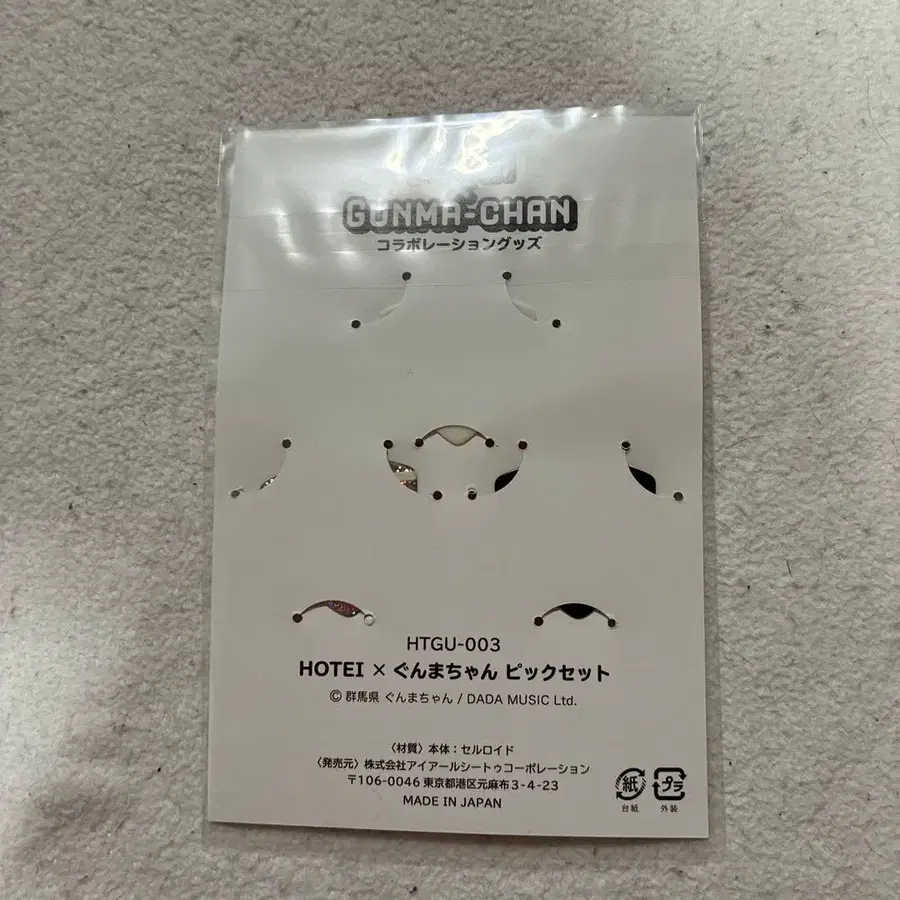 GUNMA-CHAN
コラボレーショングッズ
HTGU-003
HOTEI × ぐんまちゃん ピックセット
© 群馬県 ぐんまちゃん / DADA MUSIC Ltd.
〈材質〉本体：セルロイド
〈発売元〉株式会社アイアールシートゥコーポレーション
〒106-0046 東京都港区元麻布3-4-23
MADE IN JAPAN
紙
台紙
プラ
外装